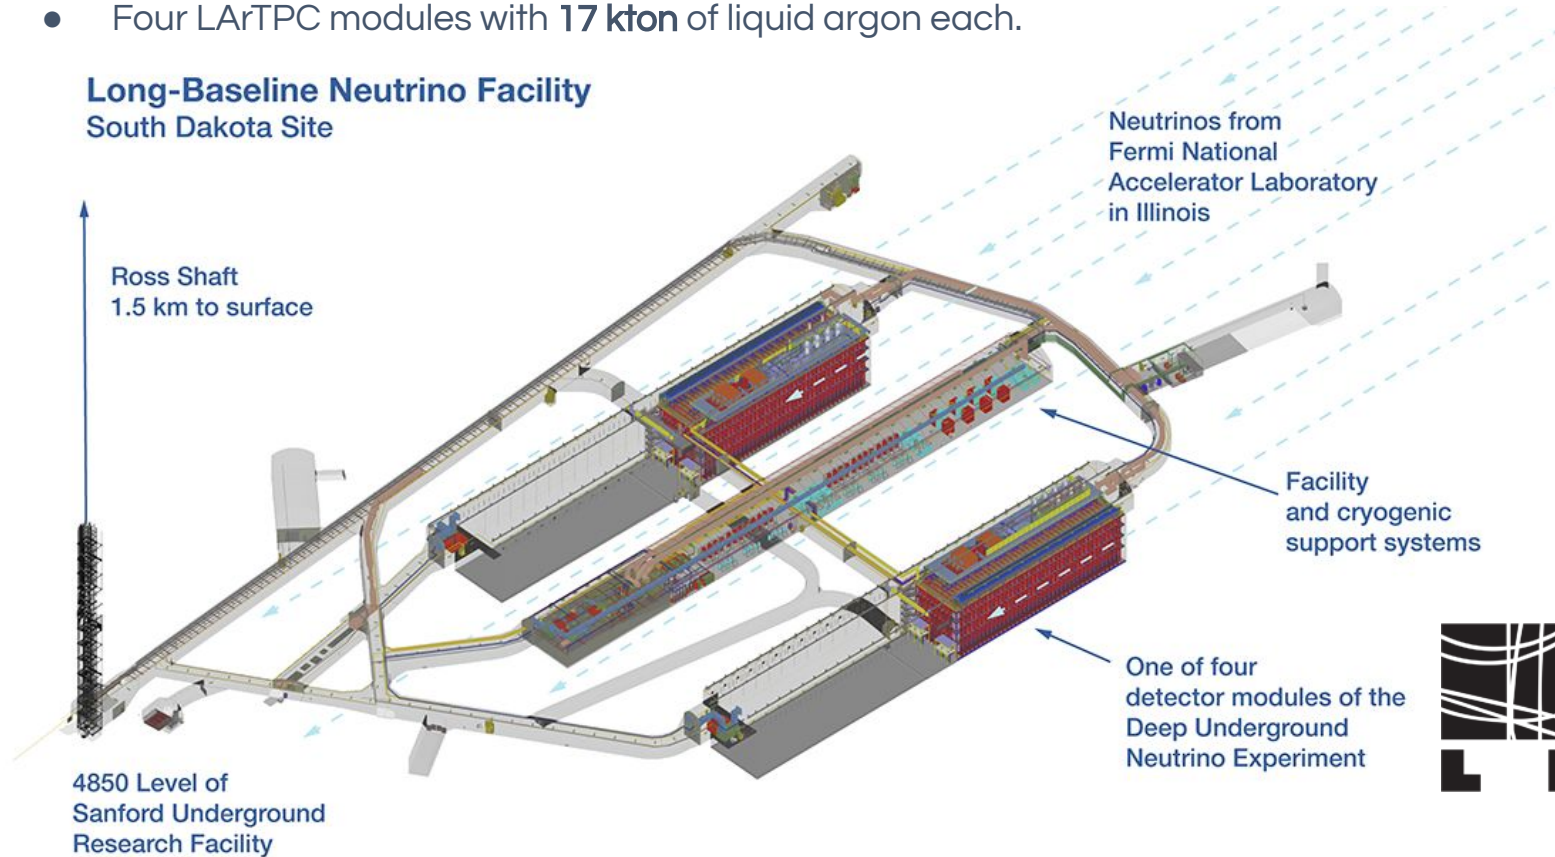 ● Four LArTPC modules with 17 kton of liquid argon each.
Long-Baseline Neutrino Facility
South Dakota Site
Neutrinos from
Fermi National
Accelerator Laboratory
in Illinois
Ross Shaft
1.5 km to surface
Facility
and cryogenic
support systems
One of four
detector modules of the
Deep Underground
Neutrino Experiment
4850 Level of
Sanford Underground
Research Facility
L